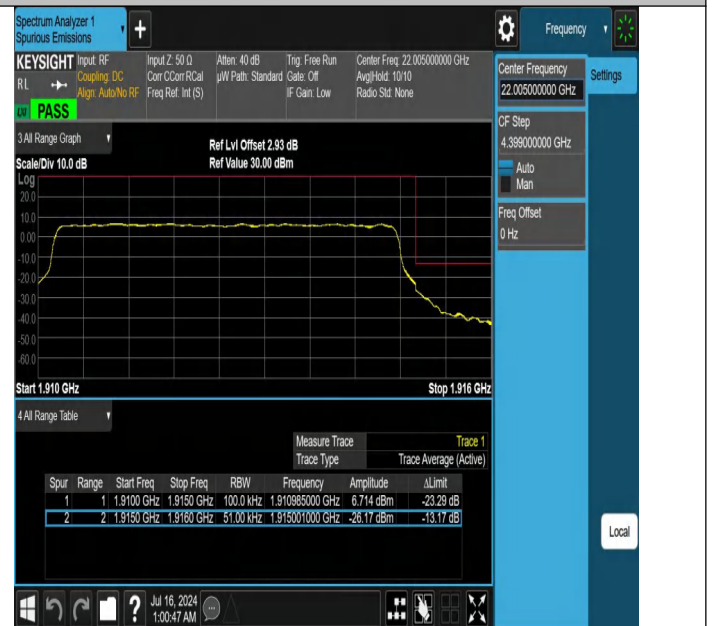 Spectrum Analyzer 1
Spurious Emissions
Frequency
KEYSIGHT Input: RF Input Z: 50 Ω Atten: 40 dB Trig: Free Run Center Freq: 22.005000000 GHz
RL Coupling: DC Corr CCorr RCal µW Path: Standard Gate: Off Avg|Hold: 10/10
Align: Auto/No RF Freq Ref: Int (S) IF Gain: Low Radio Std: None
LXI PASS
Center Frequency
22.005000000 GHz
Settings
CF Step
4.399000000 GHz
Auto
Man
Freq Offset
0 Hz
3 All Range Graph
Ref Lvl Offset 2.93 dB
Scale/Div 10.0 dB Ref Value 30.00 dBm
Log
20.0
10.0
0.00
-10.0
-20.0
-30.0
-40.0
-50.0
-60.0
Start 1.910 GHz Stop 1.916 GHz
4 All Range Table
Measure Trace Trace 1
Trace Type Trace Average (Active)
Spur Range Start Freq Stop Freq RBW Frequency Amplitude ΔLimit
1 1 1.9100 GHz 1.9150 GHz 100.0 kHz 1.910985000 GHz 6.714 dBm -23.29 dB
2 2 1.9150 GHz 1.9160 GHz 51.00 kHz 1.915001000 GHz -26.17 dBm -13.17 dB
Local
Jul 16, 2024
1:00:47 AM